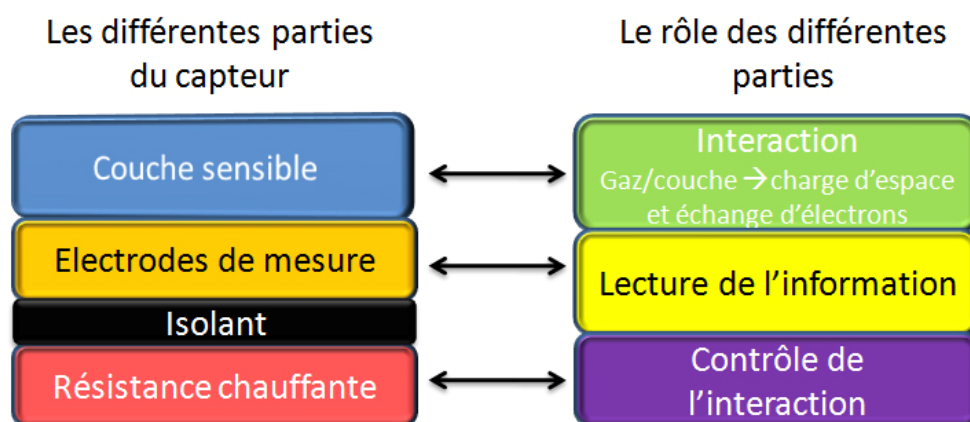 Les différentes parties
du capteur
Le rôle des différentes
parties
Couche sensible
Interaction
Gaz/couche → charge d'espace
et échange d'électrons
Electrodes de mesure
Lecture de l'information
Isolant
Résistance chauffante
Contrôle de
l'interaction